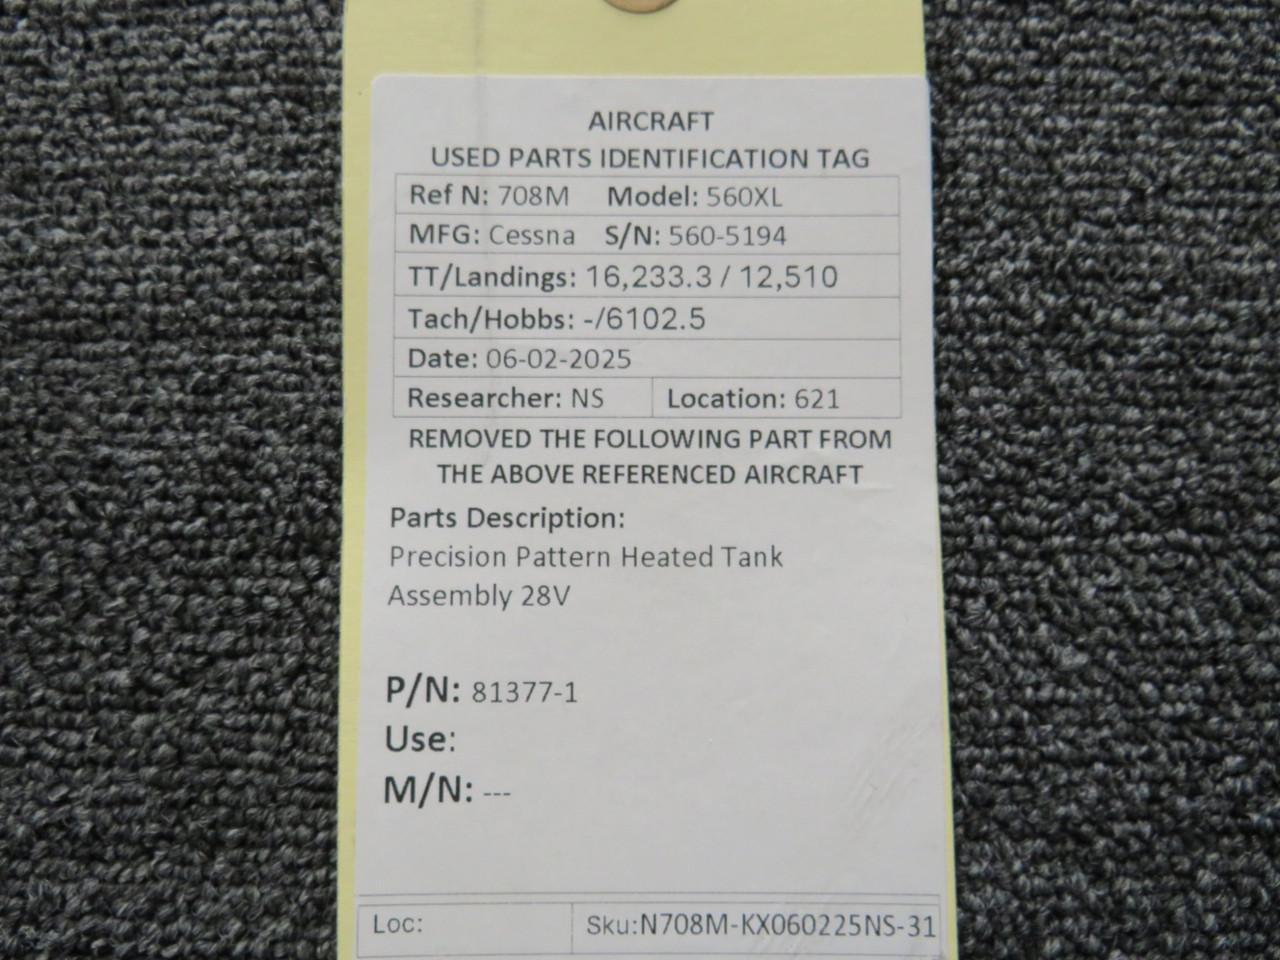 AIRCRAFT
USED PARTS IDENTIFICATION TAG
Ref N: 708M Model: 560XL
MFG: Cessna S/N: 560-5194
TT/Landings: 16,233.3 / 12,510
Tach/Hobbs: -/6102.5
Date: 06-02-2025
Researcher: NS Location: 621
REMOVED THE FOLLOWING PART FROM
THE ABOVE REFERENCED AIRCRAFT
Parts Description:
Precision Pattern Heated Tank
Assembly 28V
P/N: 81377-1
Use:
M/N: ---
Loc: Sku:N708M-KX060225NS-31